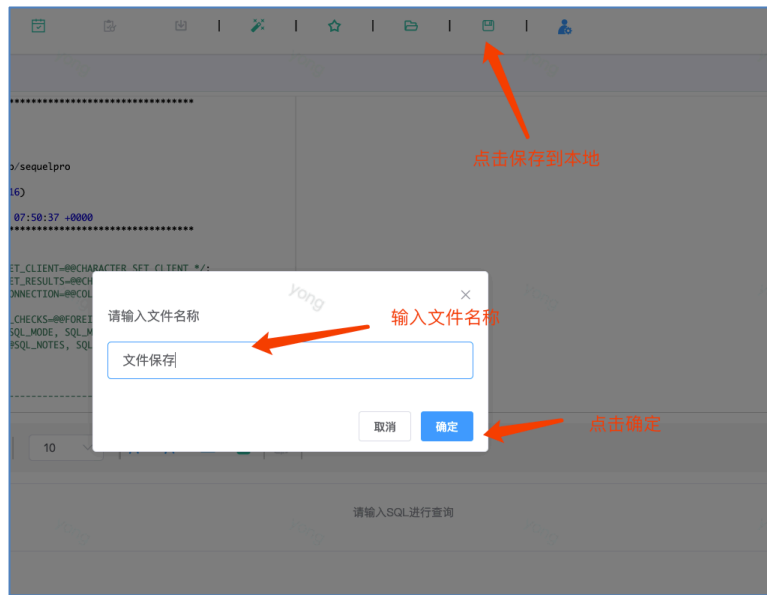 ************************************
点击保存到本地
o/sequelpro
16)
07:50:37 +0000
************************************
ET_CLIENT=@@CHARACTER_SET_CLIENT */;
ET_RESULTS=@@CH
ONNECTION=@@COL
yong
请输入文件名称
输入文件名称
_CHECKS=@@FOREI
SQL_MODE, SQL_M
@SQL_NOTES, SQL
文件保存
取消
确定
点击确定
10
请输入SQL进行查询